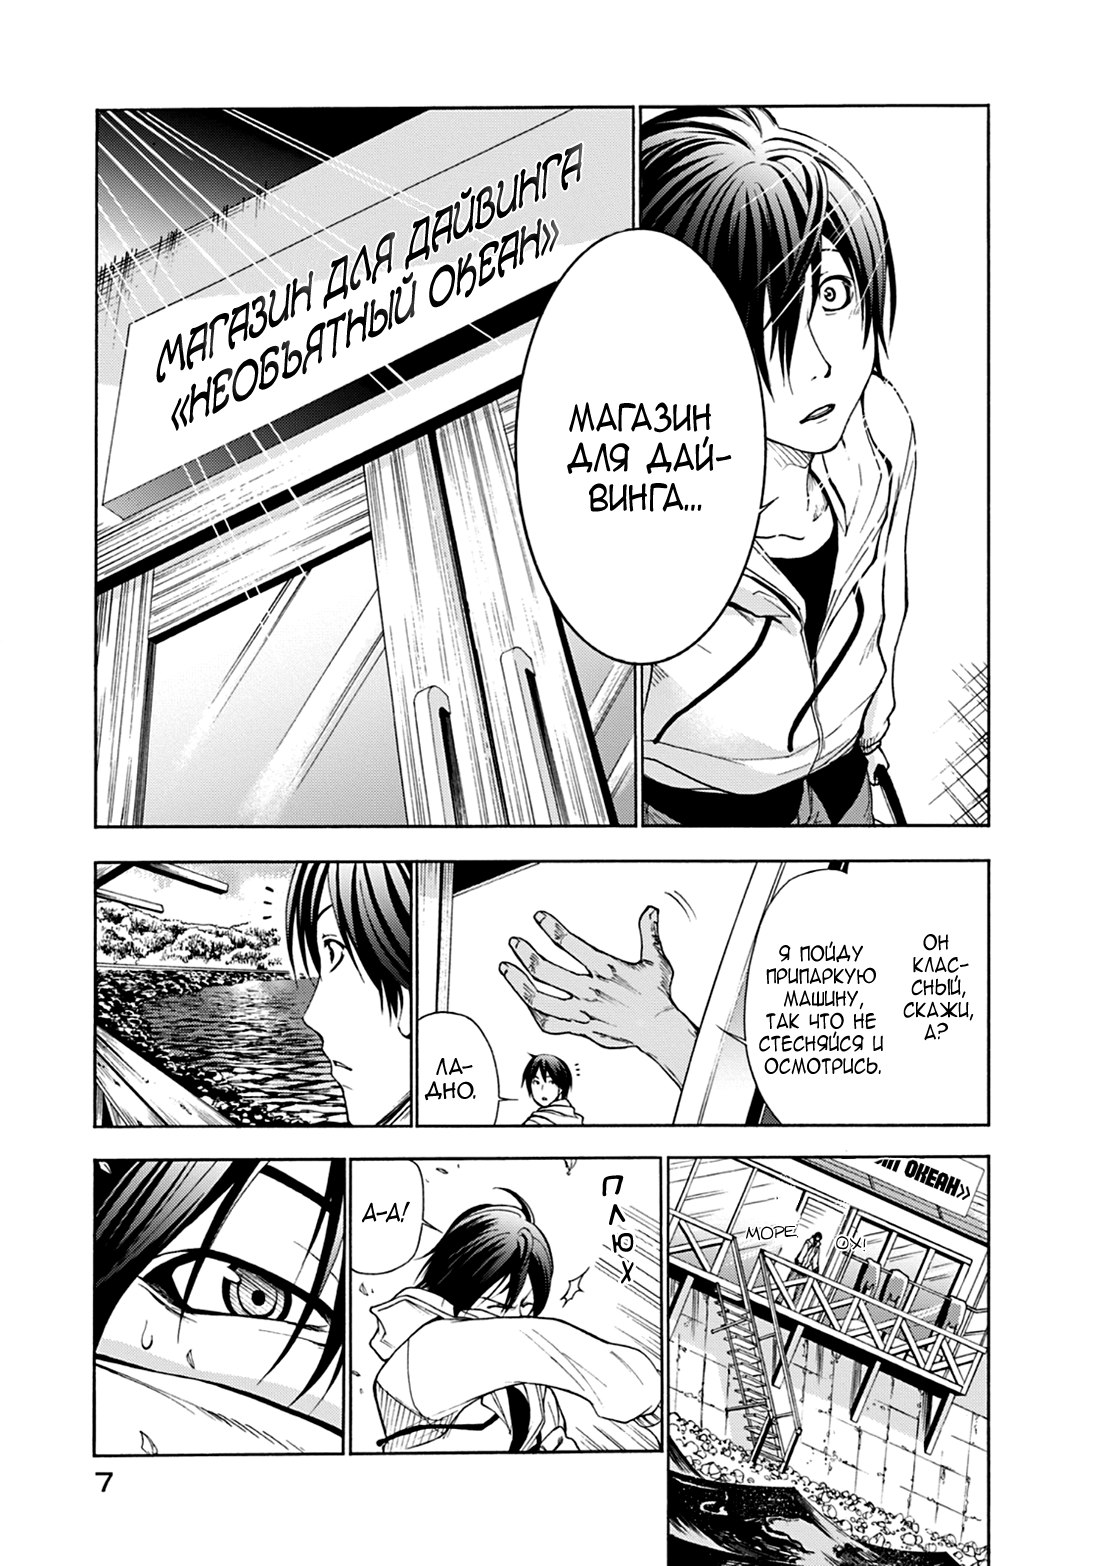 МАГАЗИН ДЛЯ ДАЙВИНГА
«НЕОБЪЯТНЫЙ ОКЕАН»
МАГАЗИН
ДЛЯ ДАЙ-
ВИНГА...
ОН
КЛАС-
СНЫЙ,
СКАЖИ,
А?
Я ПОЙДУ
ПРИПАРКУЮ
МАШИНУ,
ТАК ЧТО НЕ
СТЕСНЯЙСЯ И
ОСМОТРИСЬ.
ЛА-
ДНО.
ОКЕАН»
МОРЕ
ОХ!
ПЛЮХ
А-А!
7